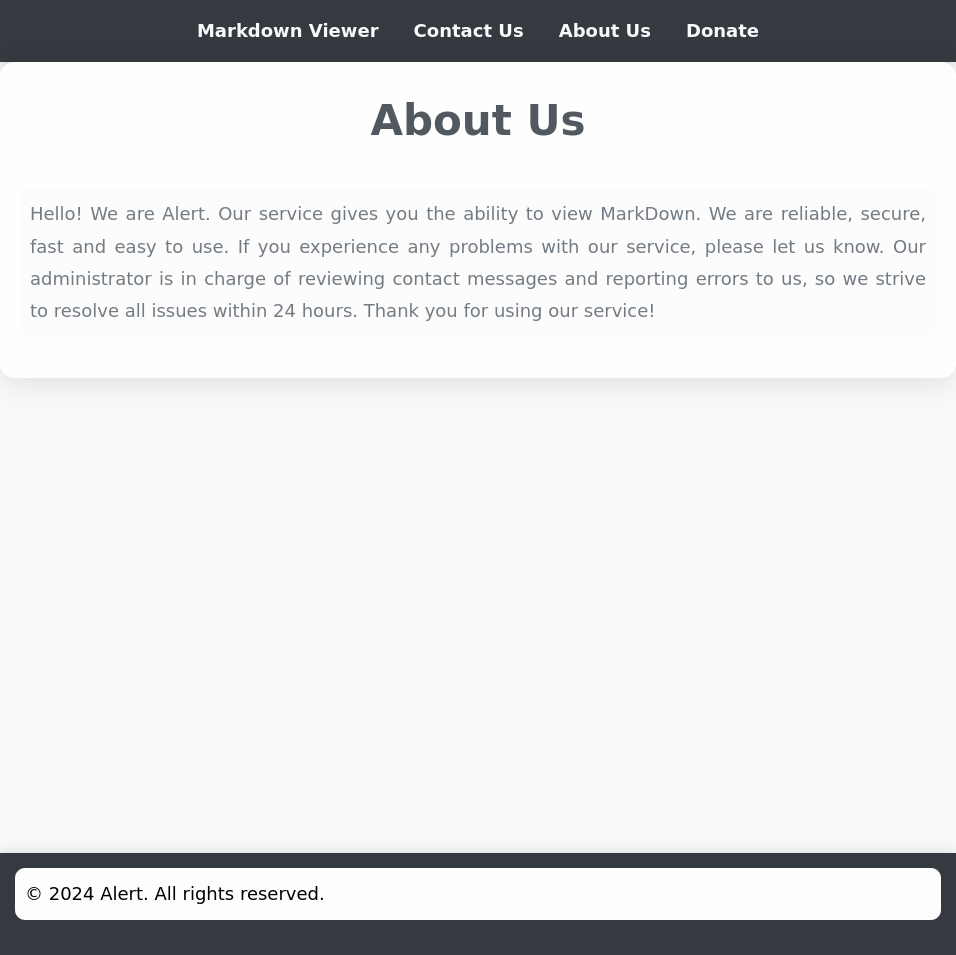 Markdown Viewer Contact Us About Us Donate
About Us
Hello! We are Alert. Our service gives you the ability to view MarkDown. We are reliable, secure,
fast and easy to use. If you experience any problems with our service, please let us know. Our
administrator is in charge of reviewing contact messages and reporting errors to us, so we strive
to resolve all issues within 24 hours. Thank you for using our service!
© 2024 Alert. All rights reserved.